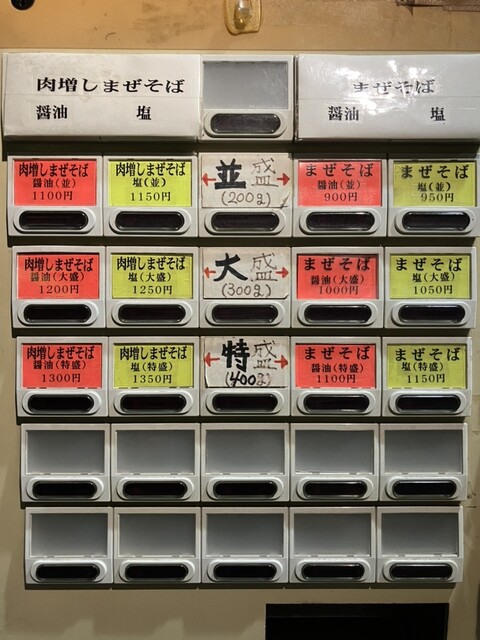 肉増しまぜそば
醤油 塩
まぜそば
醤油 塩
肉増しまぜそば
醤油(並)
1100円
肉増しまぜそば
塩(並)
1150円
並盛
(200g)
まぜそば
醤油(並)
900円
まぜそば
塩(並)
950円
肉増しまぜそば
醤油(大盛)
1200円
肉増しまぜそば
塩(大盛)
1250円
大盛
(300g)
まぜそば
醤油(大盛)
1000円
まぜそば
塩(大盛)
1050円
肉増しまぜそば
醤油(特盛)
1300円
肉増しまぜそば
塩(特盛)
1350円
特盛
(400g)
まぜそば
醤油(特盛)
1100円
まぜそば
塩(特盛)
1150円